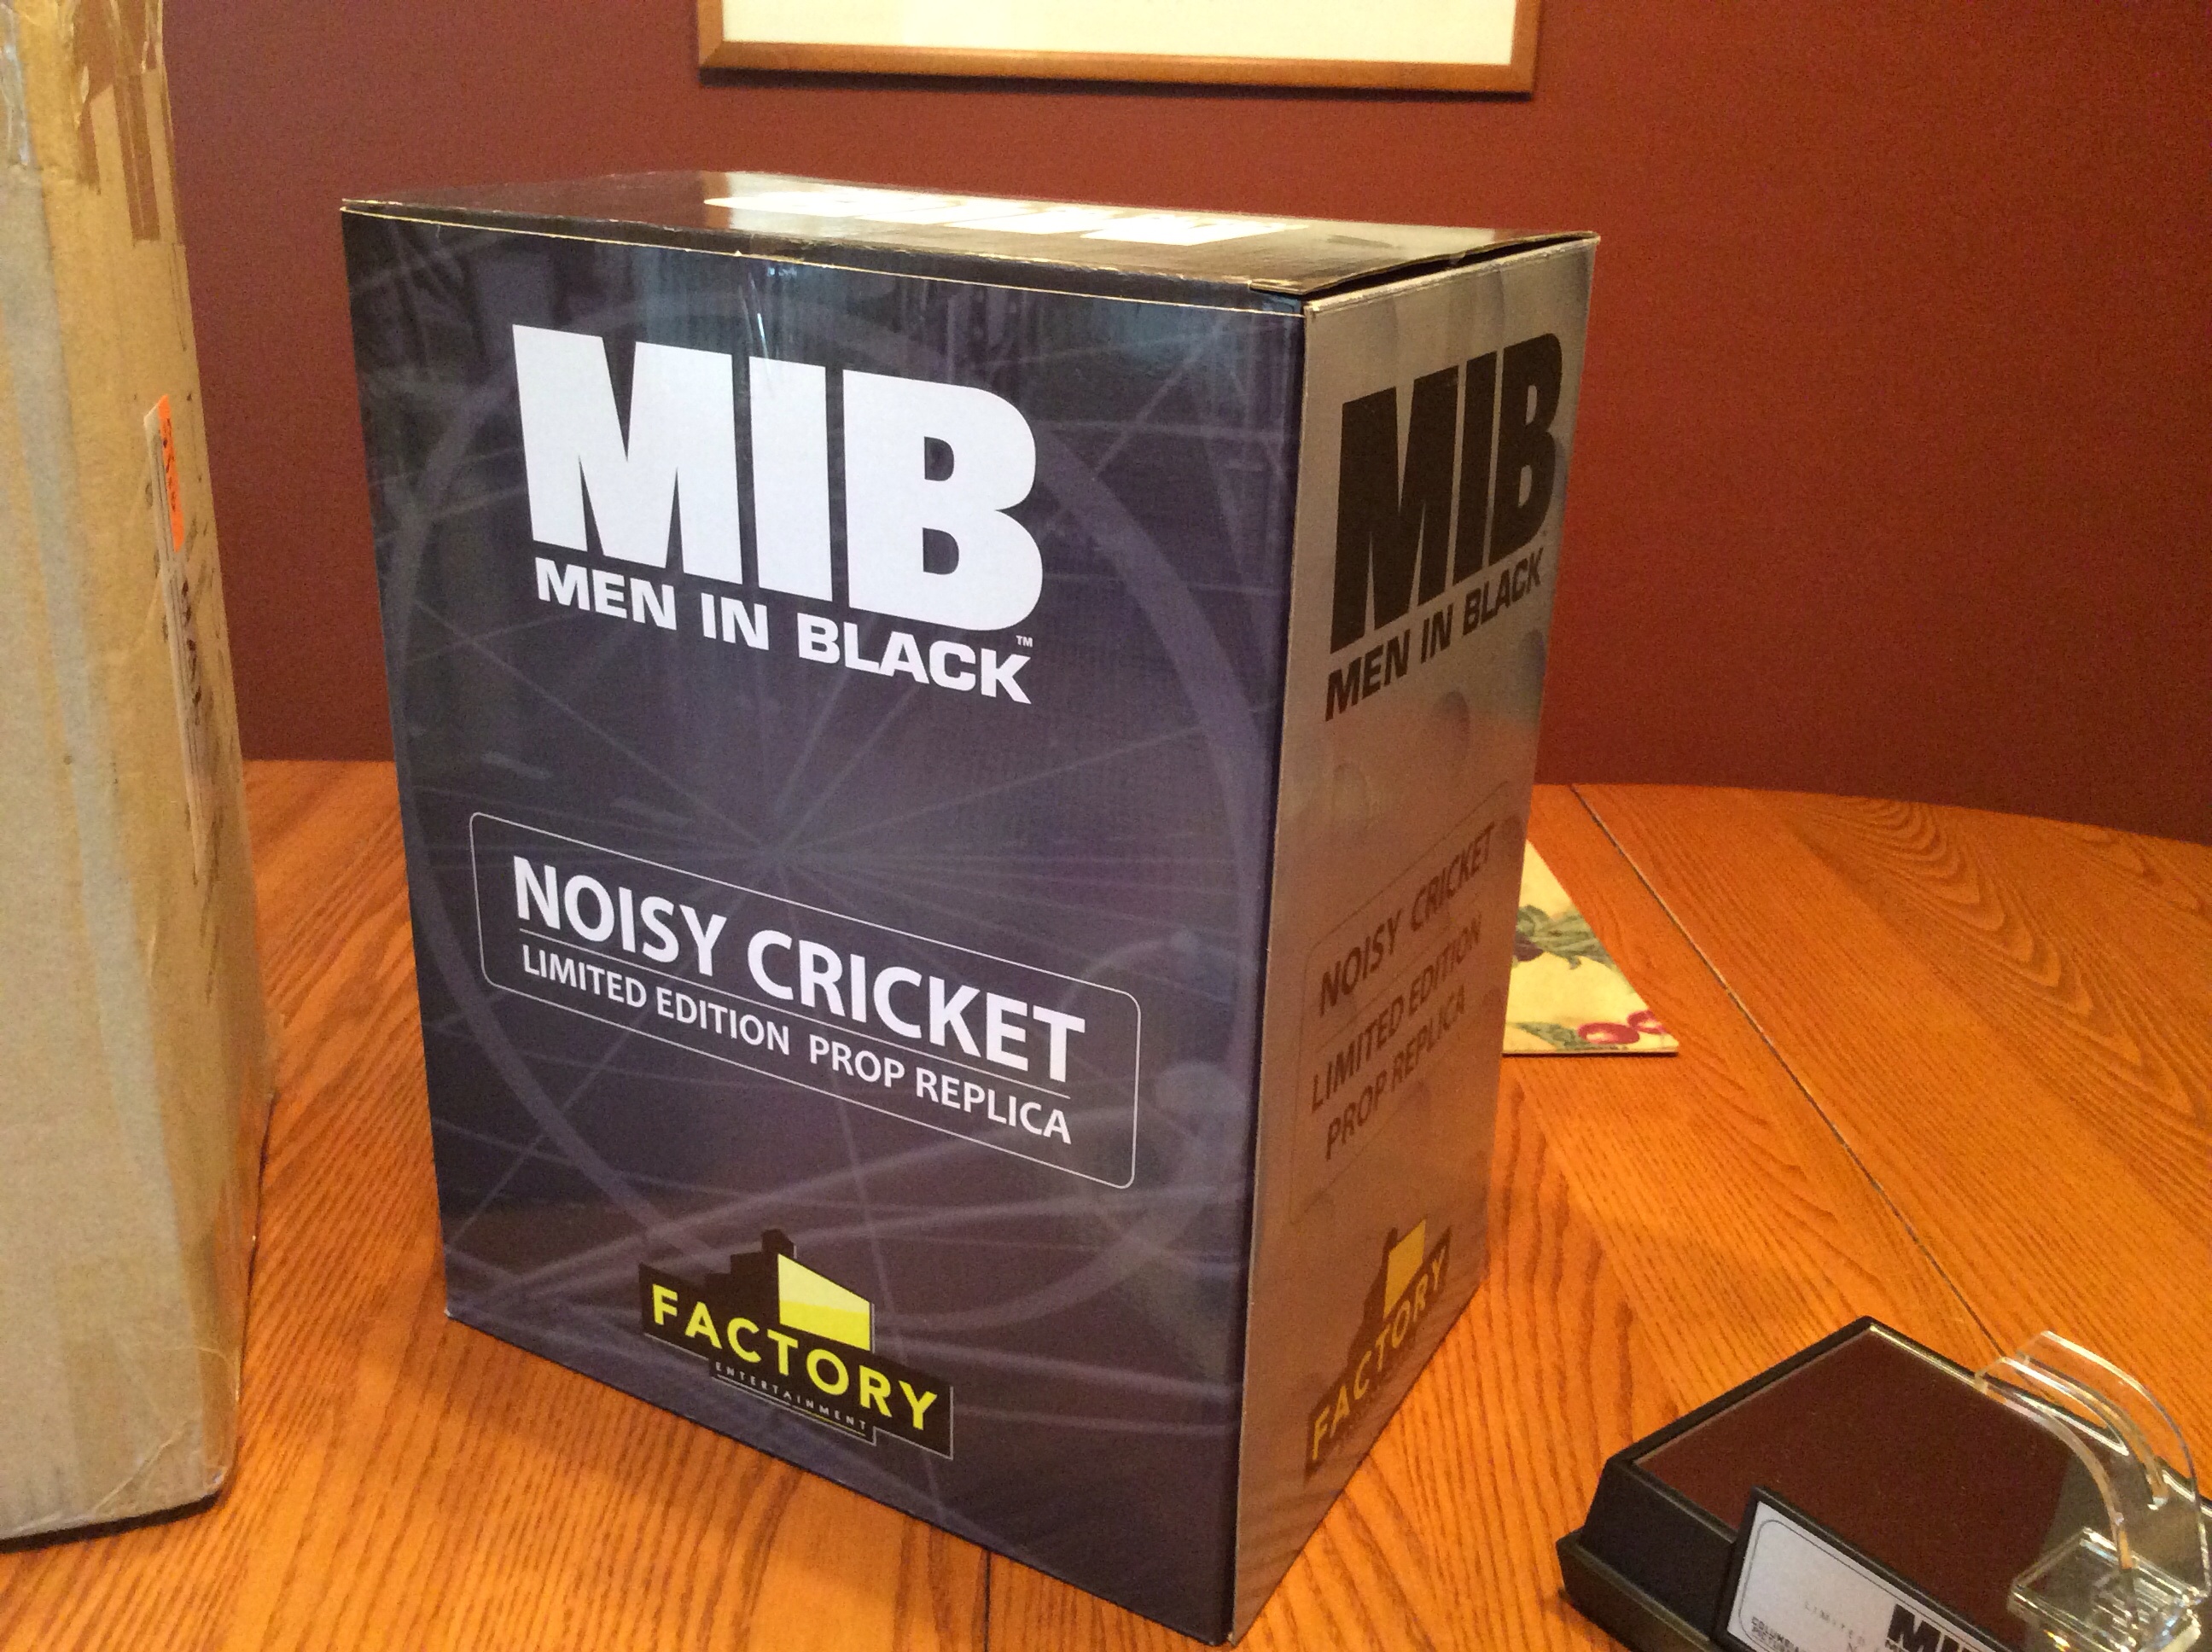 MIB
MEN IN BLACK™
NOISY CRICKET
LIMITED EDITION PROP REPLICA
FACTORY
ENTERTAINMENT
MIB
MEN IN BLACK
NOISY CRICKET
LIMITED EDITION
PROP REPLICA
FACTORY
LIMITED